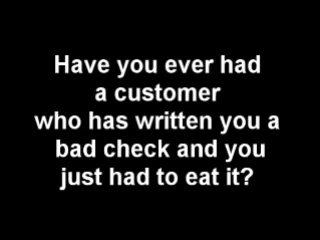 Have you ever had
a customer
who has written you a
bad check and you
just had to eat it?